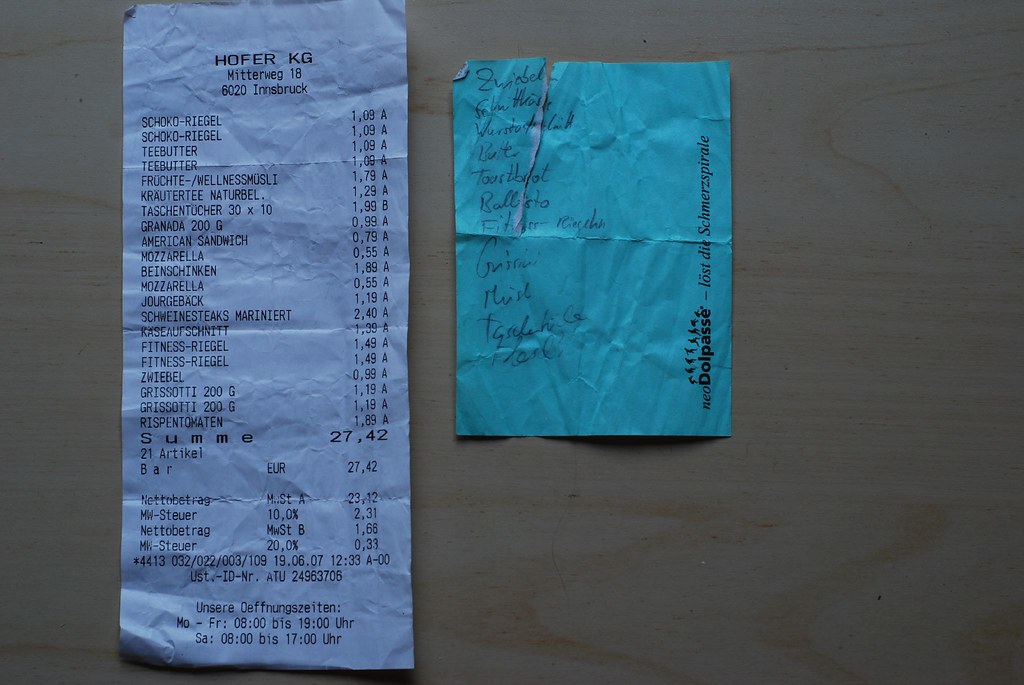 HOFER KG
Mitterweg 18
6020 Innsbruck
SCHOKO-RIEGEL 1,09 A
SCHOKO-RIEGEL 1,09 A
TEEBUTTER 1,09 A
TEEBUTTER 1,09 A
FRÜCHTE-/WELLNESSMÜSLI 1,79 A
KRÄUTERTEE NATURBEL. 1,29 A
TASCHENTÜCHER 30 x 10 1,99 B
GRANADA 200 G 0,99 A
AMERICAN SANDWICH 0,79 A
MOZZARELLA 0,55 A
BEINSCHINKEN 1,89 A
MOZZARELLA 0,55 A
JOURGEBÄCK 1,19 A
SCHWEINESTEAKS MARINIERT 2,40 A
KÄSEAUFSCHNITT 1,39 A
FITNESS-RIEGEL 1,49 A
FITNESS-RIEGEL 1,49 A
ZWIEBEL 0,99 A
GRISSOTTI 200 G 1,19 A
GRISSOTTI 200 G 1,19 A
RISPENTOMATEN 1,89 A
Summe 27,42
21 Artikel
Bar EUR 27,42
Nettobetrag MwSt A 23,12
MW-Steuer 10,0% 2,31
Nettobetrag MwSt B 1,66
MW-Steuer 20,0% 0,33
*4413 032/022/003/109 19.06.07 12:33 A-00
Ust.-ID-Nr. ATU 24963706
Unsere Oeffnungszeiten:
Mo - Fr: 08:00 bis 19:00 Uhr
Sa: 08:00 bis 17:00 Uhr
Zwiebel
Toastbrot
Ballisto
Fitness-Riegeln
Müsli
neoDolpasse – löst die Schmerzspirale